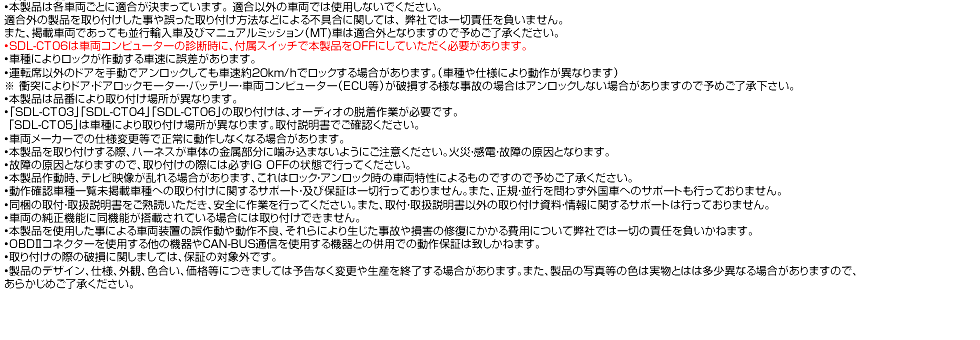 •本製品は各車両ごとに適合が決まっています。 適合以外の車両では使用しないでください。
適合外の製品を取り付けした事や誤った取り付け方法などによる不具合に関しては、 弊社では一切責任を負いません。
また、掲載車両であっても並行輸入車及びマニュアルミッション(MT)車は適合外となりますので予めご了承ください。
•SDL-CT06は車両コンピューターの診断時に、付属スイッチで本製品をOFFにしていただく必要があります。
•車種によりロックが作動する車速に誤差があります。
•運転席以外のドアを手動でアンロックしても車速約20km/hでロックする場合があります。(車種や仕様により動作が異なります)
※ 衝突によりドア・ドアロックモーター・バッテリー・車両コンピューター(ECU等)が破損する様な事故の場合はアンロックしない場合がありますので予めご了承下さい。
•本製品は品番により取り付け場所が異なります。
•「SDL-CT03」「SDL-CT04」「SDL-CT06」の取り付けは、オーディオの脱着作業が必要です。
「SDL-CT05」は車種により取り付け場所が異なります。取付説明書でご確認ください。
•車両メーカーでの仕様変更等で正常に動作しなくなる場合があります。
•本製品を取り付けする際、ハーネスが車体の金属部分に噛み込まないようにご注意ください。火災・感電・故障の原因となります。
•故障の原因となりますので、取り付けの際には必ずIG OFFの状態で行ってください。
•本製品作動時、テレビ映像が乱れる場合があります、これはロック・アンロック時の車両特性によるものですので予めご了承ください。
•動作確認車種一覧未掲載車種への取り付けに関するサポート・及び保証は一切行っておりません。また、正規・並行を問わず外国車へのサポートも行っておりません。
•同梱の取付・取扱説明書をご熟読いただき、安全に作業を行ってください。また、取付・取扱説明書以外の取り付け資料・情報に関するサポートは行っておりません。
•車両の純正機能に同機能が搭載されている場合には取り付けできません。
•本製品を使用した事による車両装置の誤作動や動作不良、それらにより生じた事故や損害の修復にかかる費用について弊社では一切の責任を負いかねます。
•OBDⅡコネクターを使用する他の機器やCAN-BUS通信を使用する機器との併用での動作保証は致しかねます。
•取り付けの際の破損に関しましては、保証の対象外です。
•製品のデザイン、仕様、外観、色合い、価格等につきましては予告なく変更や生産を終了する場合があります。また、製品の写真等の色は実物とはは多少異なる場合がありますので、
あらかじめご了承ください。